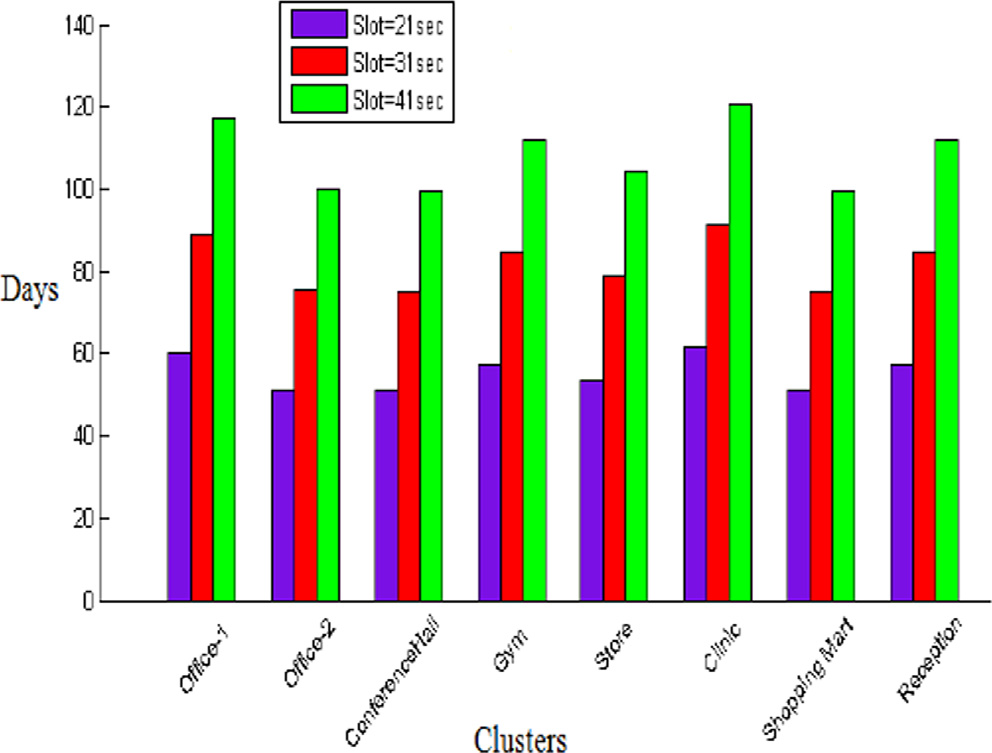 140
120
100
80
60
40
20
0
Days
Slot=21sec
Slot=31sec
Slot=41sec
Office-1
Office-2
ConferenceHall
Gym
Store
Clinic
Shopping Mart
Reception
Clusters